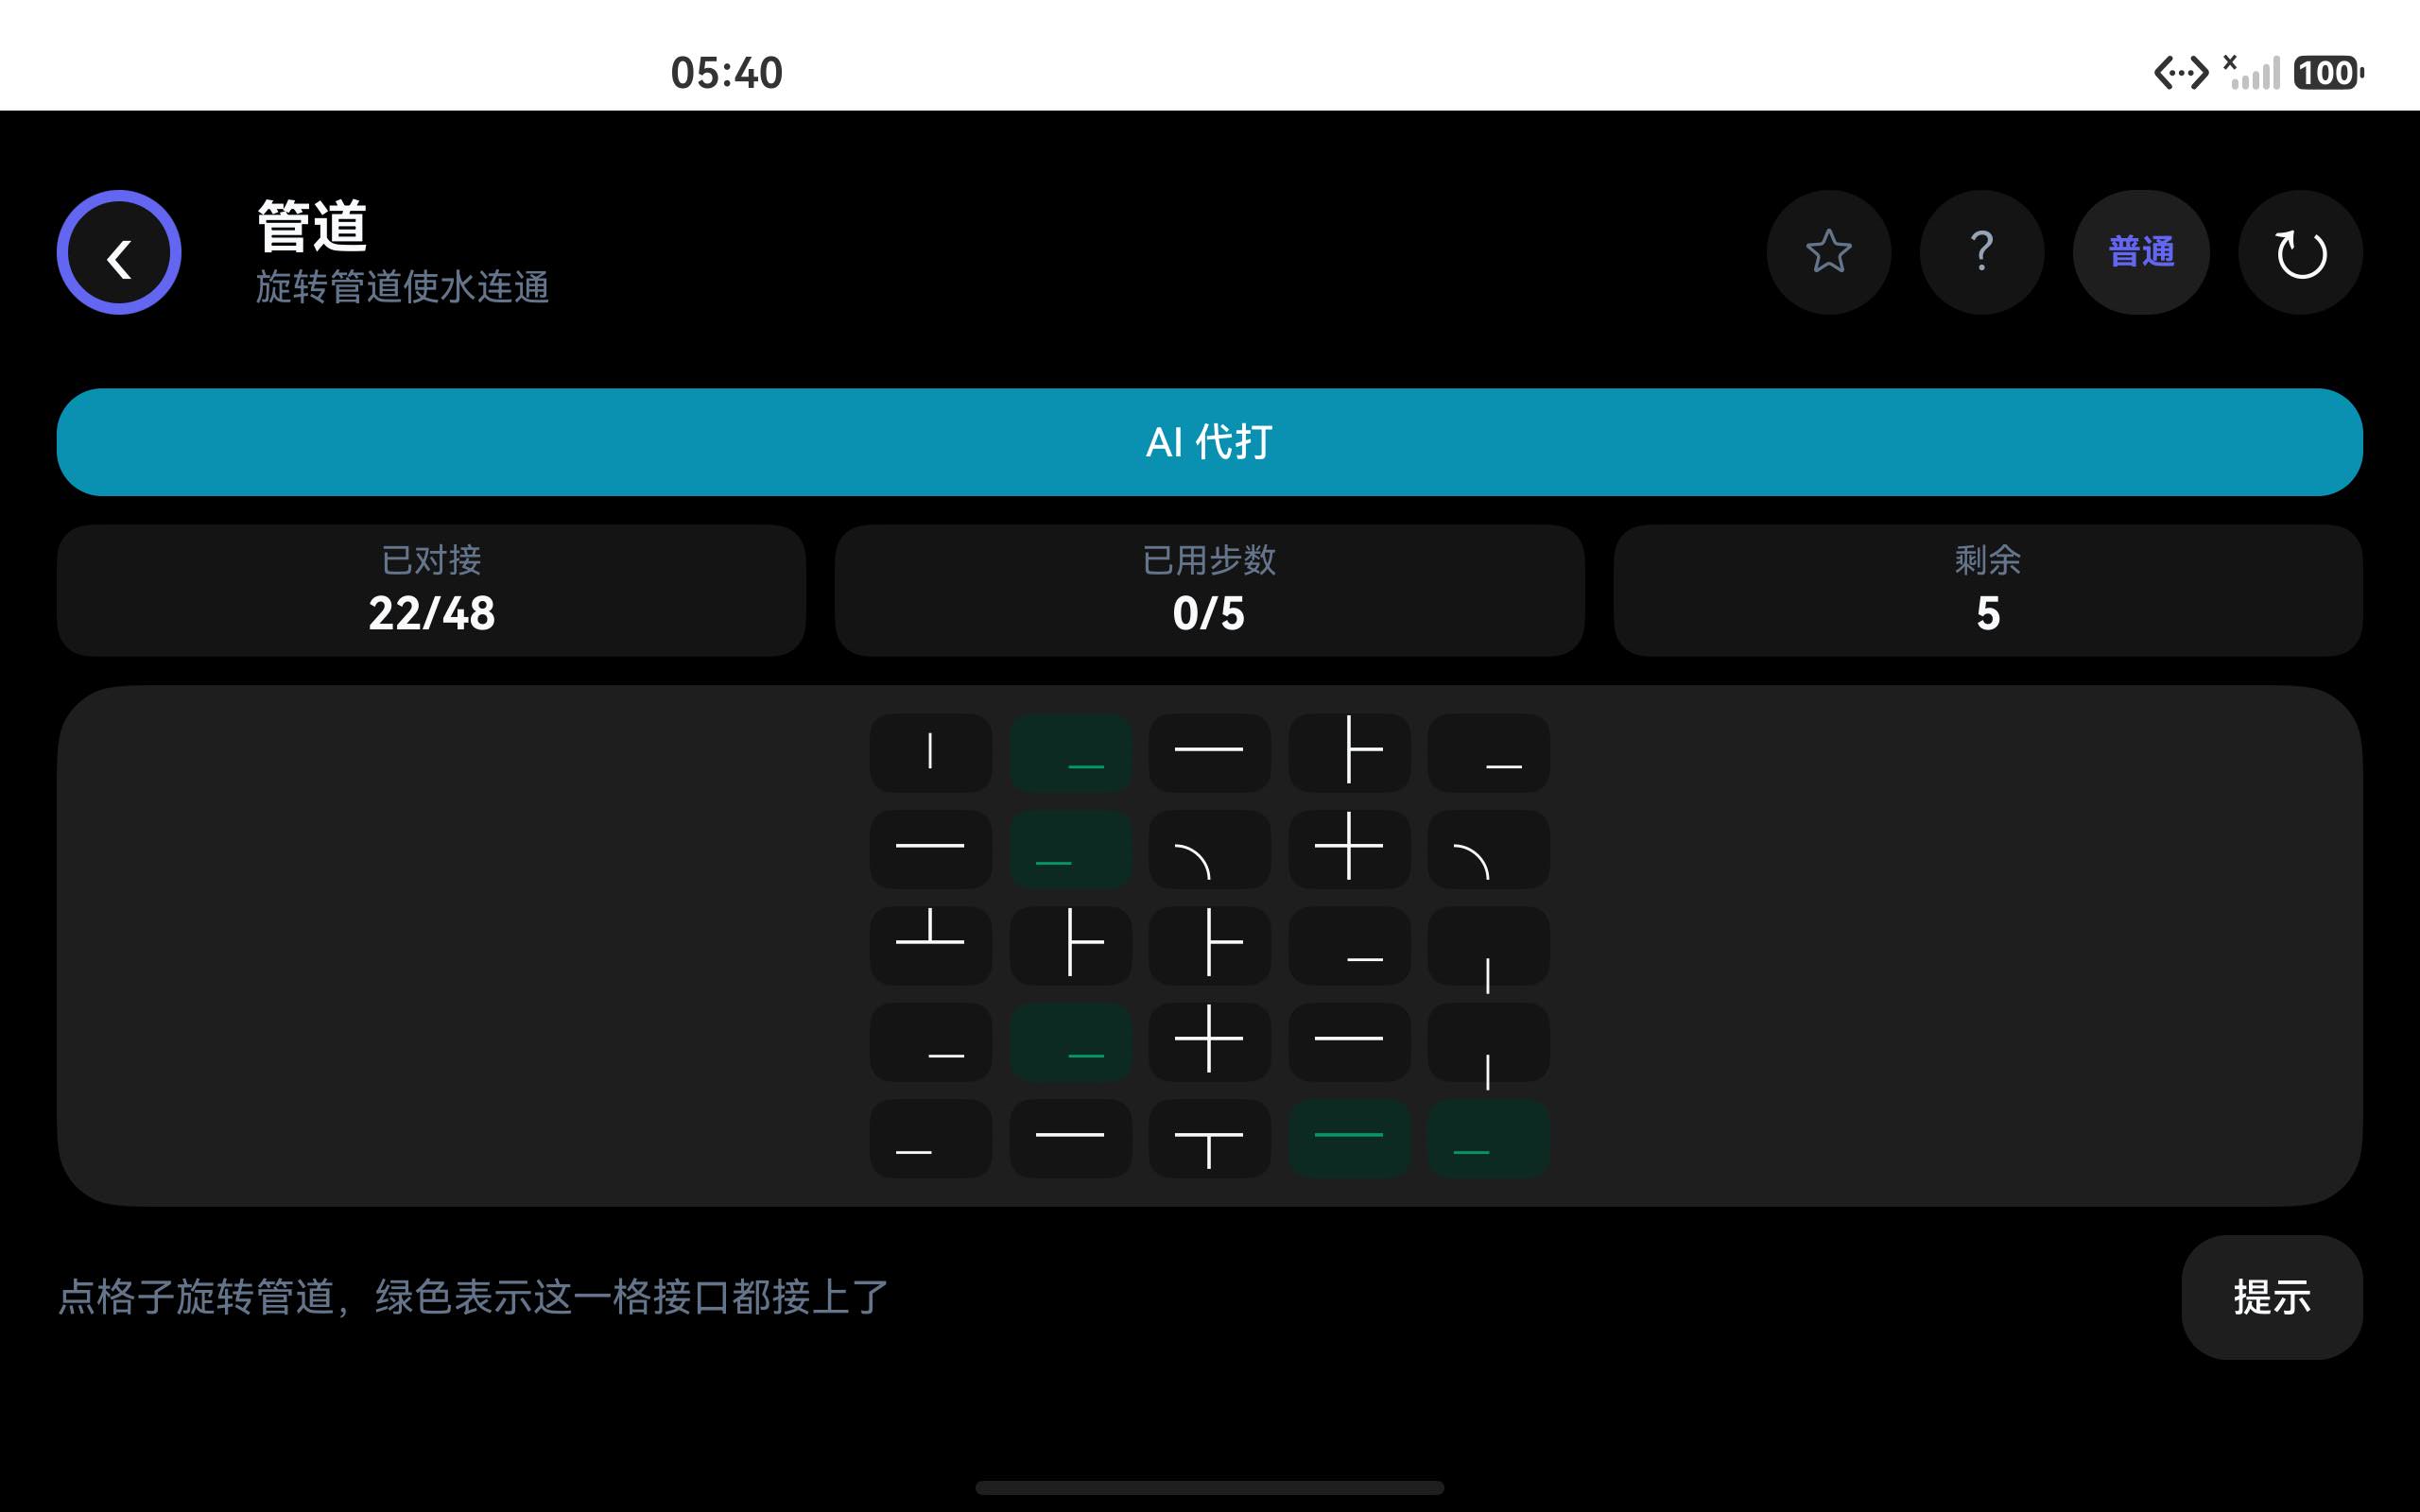 05:40
100
管道
旋转管道使水连通
?
普通
AI 代打
已对接
22/48
已用步数
0/5
剩余
5
点格子旋转管道，绿色表示这一格接口都接上了
提示